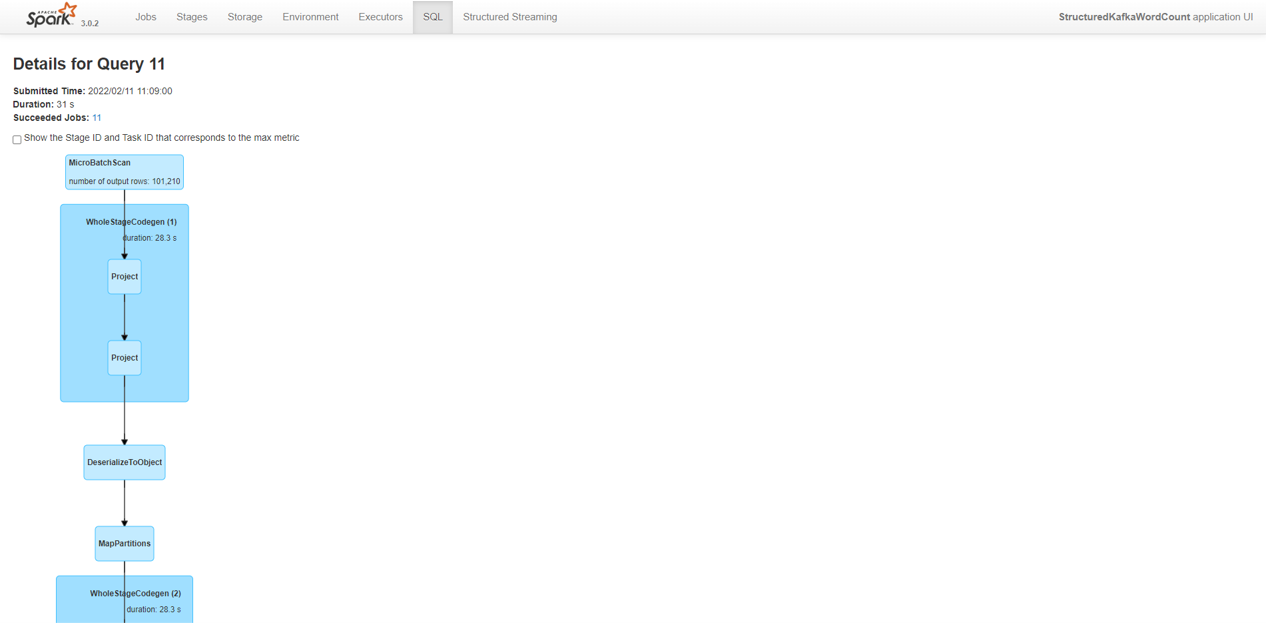 APACHE
Spark 3.0.2 Jobs Stages Storage Environment Executors SQL Structured Streaming StructuredKafkaWordCount application UI
Details for Query 11
Submitted Time: 2022/02/11 11:09:00
Duration: 31 s
Succeeded Jobs: 11
Show the Stage ID and Task ID that corresponds to the max metric
MicroBatchScan
number of output rows: 101,210
WholeStageCodegen (1)
duration: 28.3 s
Project
Project
DeserializeToObject
MapPartitions
WholeStageCodegen (2)
duration: 28.3 s